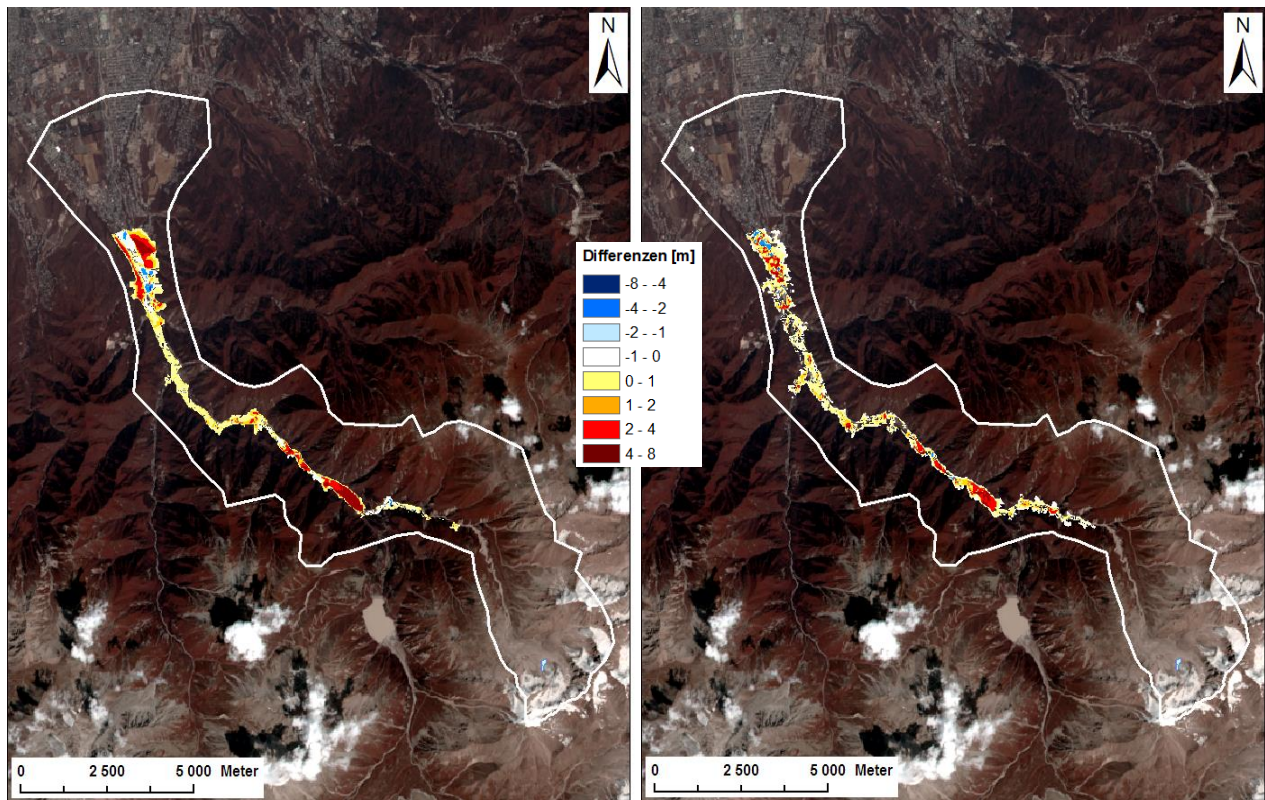 N
N
Differenzen [m]
-8 - -4
-4 - -2
-2 - -1
-1 - 0
0 - 1
1 - 2
2 - 4
4 - 8
0 2 500 5 000 Meter
0 2 500 5 000 Meter